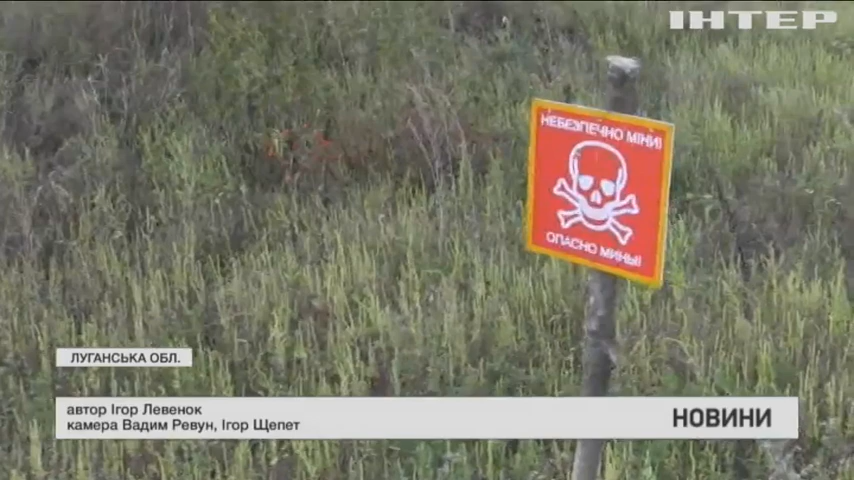 ІНТЕР
НЕБЕЗПЕЧНО МІНИ!
ОПАСНО МИНЫ!
ЛУГАНСЬКА ОБЛ.
автор Ігор Левенок
камера Вадим Ревун, Ігор Щепет
НОВИНИ